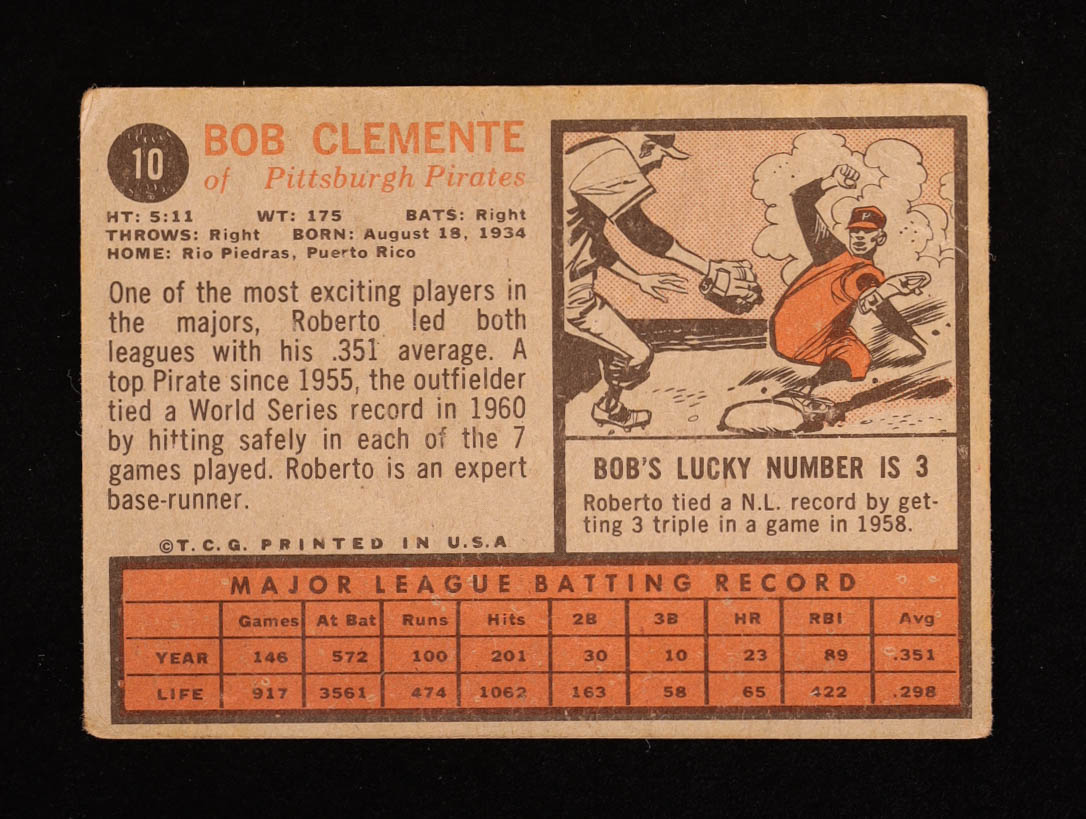 10
BOB CLEMENTE
of Pittsburgh Pirates
HT: 5:11 WT: 175 BATS: Right
THROWS: Right BORN: August 18, 1934
HOME: Rio Piedras, Puerto Rico
One of the most exciting players in
the majors, Roberto led both
leagues with his .351 average. A
top Pirate since 1955, the outfielder
tied a World Series record in 1960
by hitting safely in each of the 7
games played. Roberto is an expert
base-runner.
©T.C.G. PRINTED IN U.S.A
P
BOB'S LUCKY NUMBER IS 3
Roberto tied a N.L. record by get-
ting 3 triple in a game in 1958.
MAJOR LEAGUE BATTING RECORD
Games At Bat Runs Hits 2B 3B HR RBI Avg
YEAR 146 572 100 201 30 10 23 89 .351
LIFE 917 3561 474 1062 163 58 65 422 .298